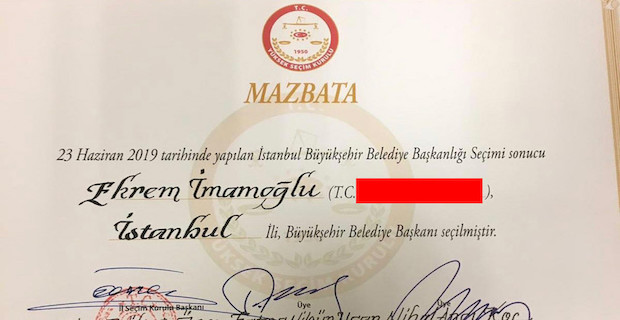 T.C.
1950
YÜKSEK SEÇİM KURULU
MAZBATA
23 Haziran 2019 tarihinde yapılan İstanbul Büyükşehir Belediye Başkanlığı Seçimi sonucu
Ekrem İmamoğlu (T.C. ),
İstanbul İli, Büyükşehir Belediye Başkanı seçilmiştir.
İl Seçim Kurulu Başkanı Üye Üye